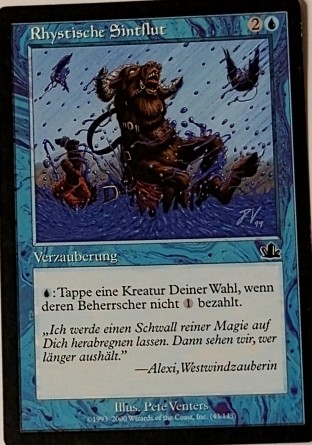 Rhystische Sintflut 2
P.V. 99
Verzauberung
:Tappe eine Kreatur Deiner Wahl, wenn
deren Beherrscher nicht 1 bezahlt.
„Ich werde einen Schwall reiner Magie auf
Dich herabregnen lassen. Dann sehen wir, wer
länger aushält.”
—Alexi, Westwindzauberin
Illus. Pete Venters
©1993-2000 Wizards of the Coast, Inc. (43/143)